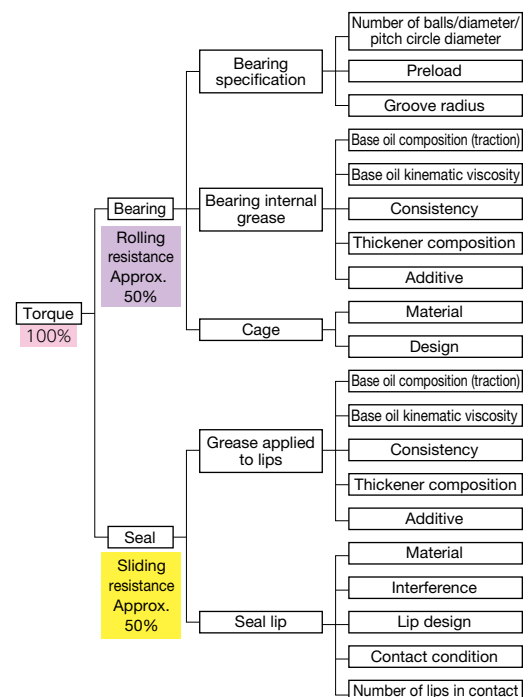 Number of balls/diameter/
pitch circle diameter
Bearing
specification
Preload
Groove radius
Base oil composition (traction)
Base oil kinematic viscosity
Bearing
Bearing internal
grease
Consistency
Rolling
resistance
Approx.
50%
Thickener composition
Additive
Torque
100%
Cage
Material
Design
Base oil composition (traction)
Base oil kinematic viscosity
Grease applied
to lips
Consistency
Thickener composition
Additive
Seal
Sliding
resistance
Approx.
50%
Material
Interference
Seal lip
Lip design
Contact condition
Number of lips in contact